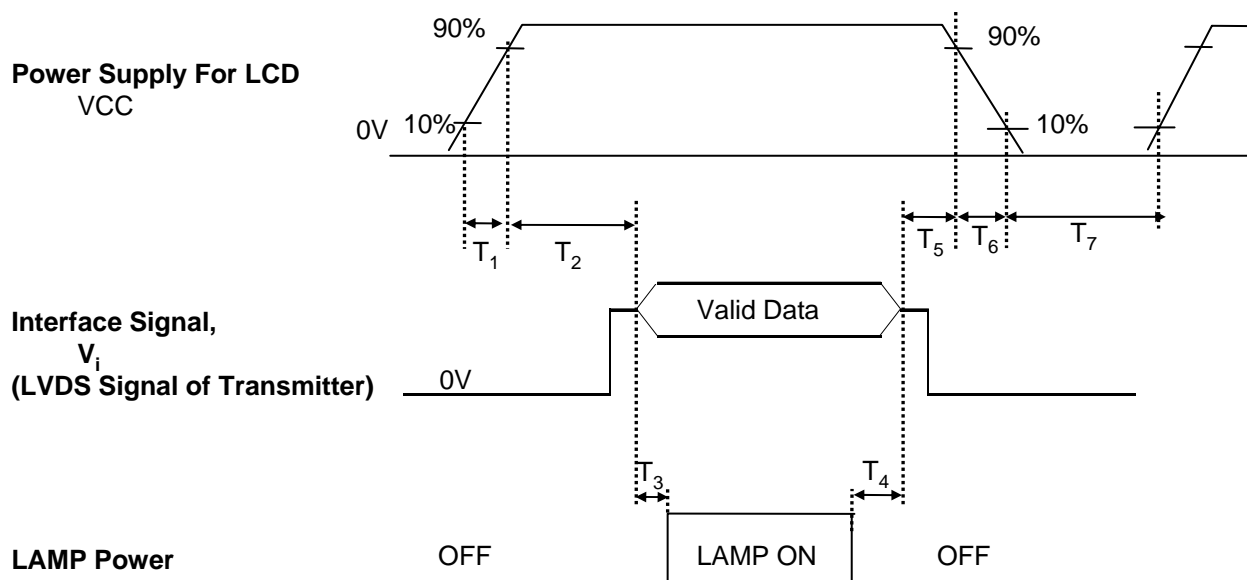 90%
90%
Power Supply For LCD
VCC
0V
10%
10%
T1
T2
T5
T6
T7
Valid Data
Interface Signal,
Vi
(LVDS Signal of Transmitter)
0V
T3
T4
LAMP Power
OFF
LAMP ON
OFF